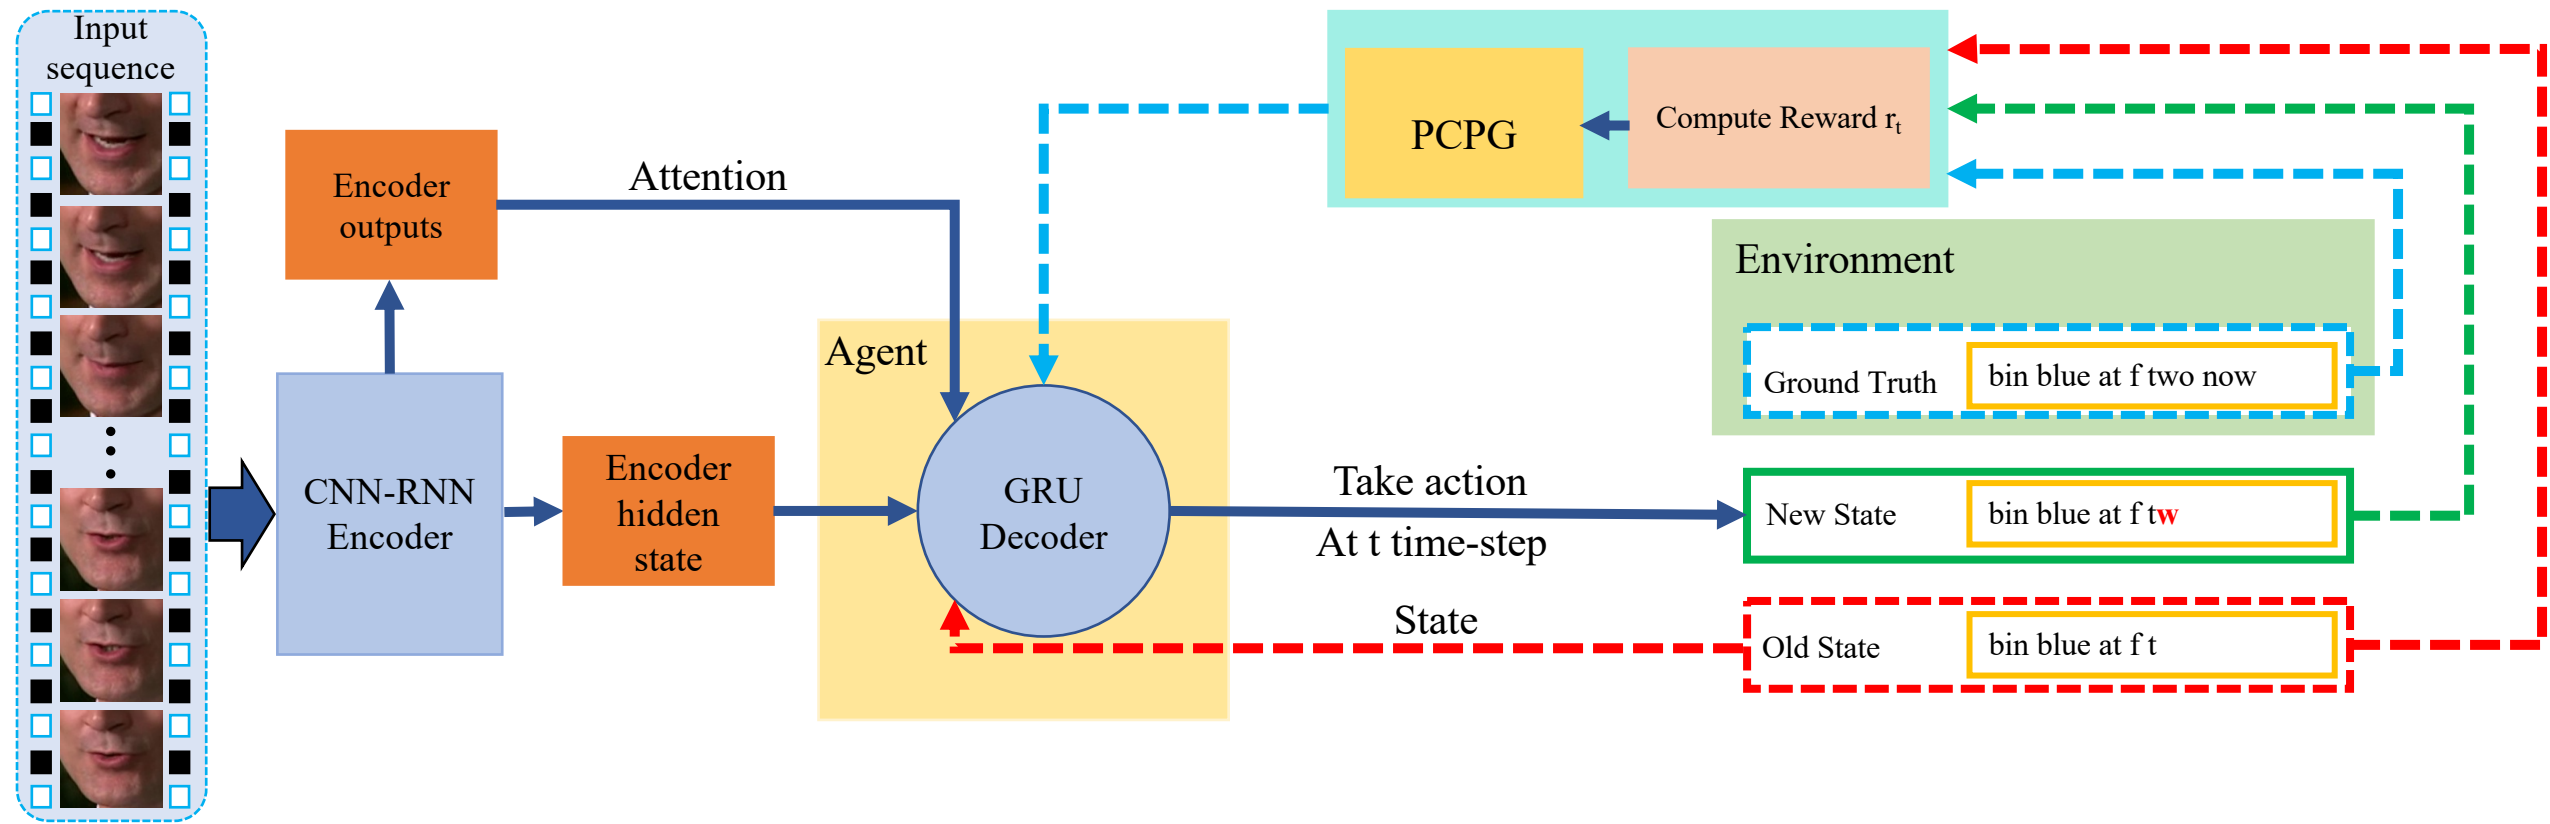 Input
sequence
Encoder
outputs
Attention
CNN-RNN
Encoder
Encoder
hidden
state
Agent
GRU
Decoder
PCPG
Compute Reward rt
Environment
Ground Truth
bin blue at f two now
Take action
At t time-step
New State
bin blue at f tw
State
Old State
bin blue at f t